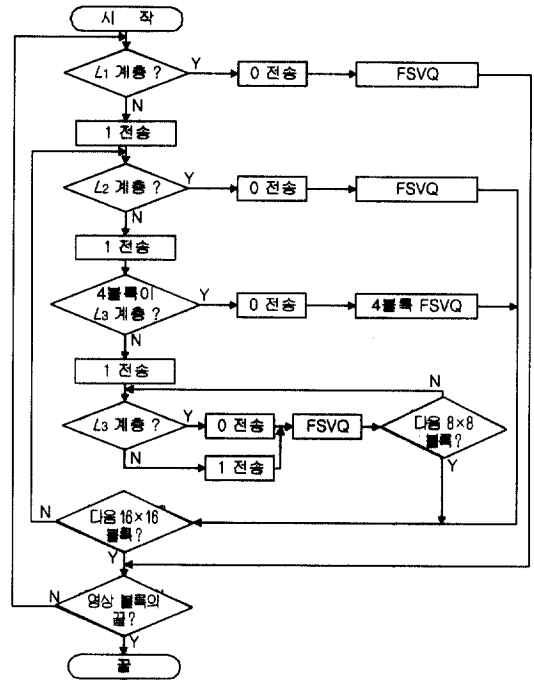 시 작
L1 계층 ?
Y
0 전송
FSVQ
N
1 전송
L2 계층 ?
Y
0 전송
FSVQ
N
1 전송
4블록이
L3 계층 ?
Y
0 전송
4블록 FSVQ
N
1 전송
N
L3 계층 ?
Y
0 전송
FSVQ
다음 8×8
블록?
N
1 전송
Y
N
다음 16×16
블록?
Y
N
영상 블록의
끝?
Y
끝